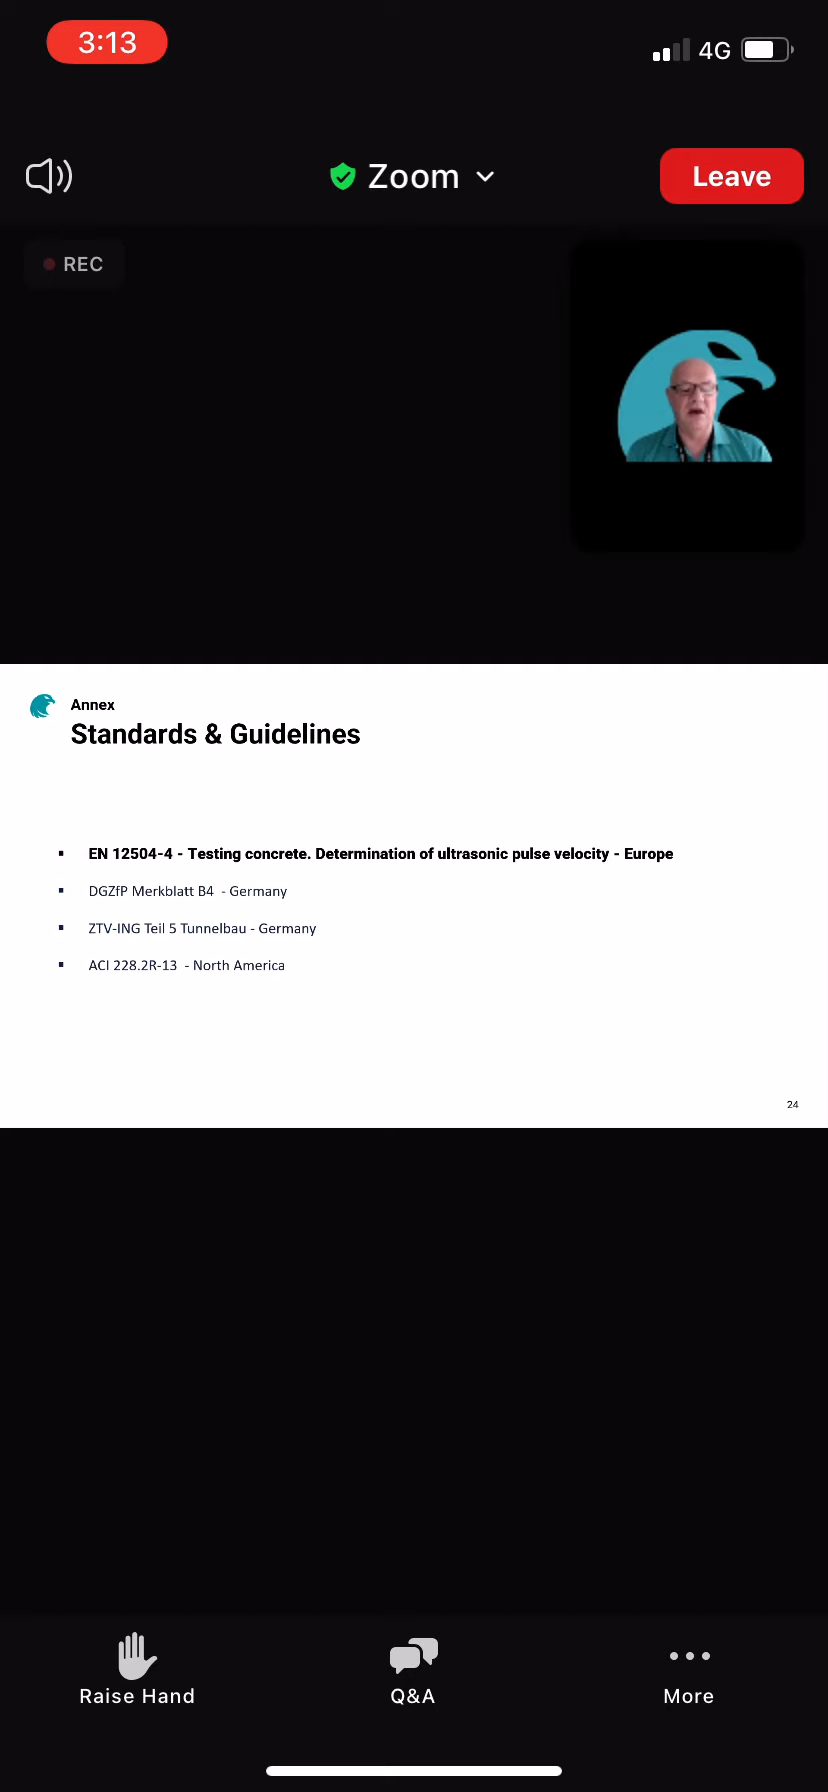 3:13
4G
Zoom
Leave
REC
Annex
Standards & Guidelines
▪ EN 12504-4 - Testing concrete. Determination of ultrasonic pulse velocity - Europe
▪ DGZfP Merkblatt B4 - Germany
▪ ZTV-ING Teil 5 Tunnelbau - Germany
▪ ACI 228.2R-13 - North America
24
Raise Hand
Q&A
More